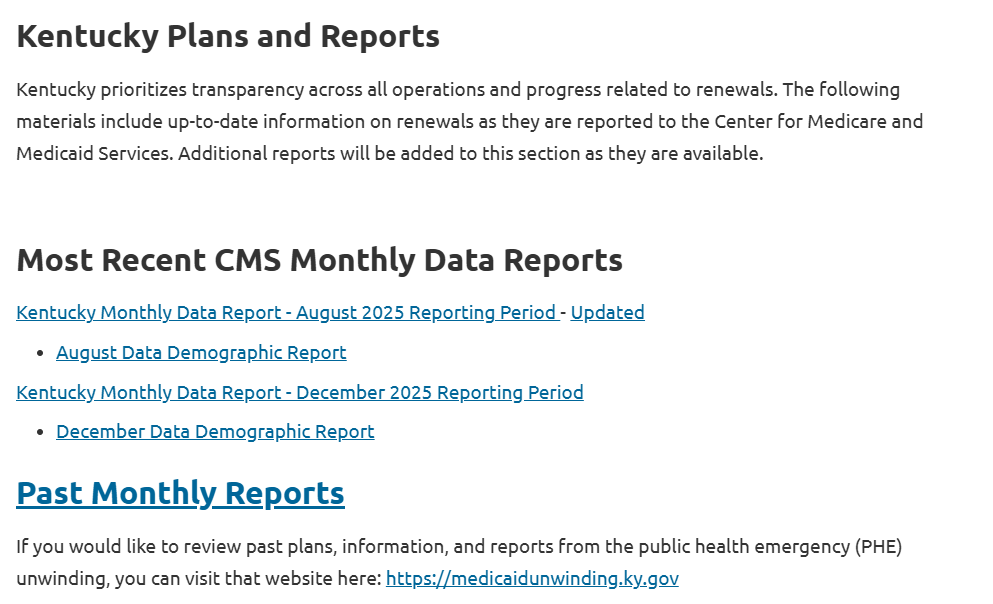 Kentucky Plans and Reports
Kentucky prioritizes transparency across all operations and progress related to renewals. The following
materials include up-to-date information on renewals as they are reported to the Center for Medicare and
Medicaid Services. Additional reports will be added to this section as they are available.
Most Recent CMS Monthly Data Reports
Kentucky Monthly Data Report - August 2025 Reporting Period - Updated
• August Data Demographic Report
Kentucky Monthly Data Report - December 2025 Reporting Period
• December Data Demographic Report
Past Monthly Reports
If you would like to review past plans, information, and reports from the public health emergency (PHE)
unwinding, you can visit that website here: https://medicaidunwinding.ky.gov